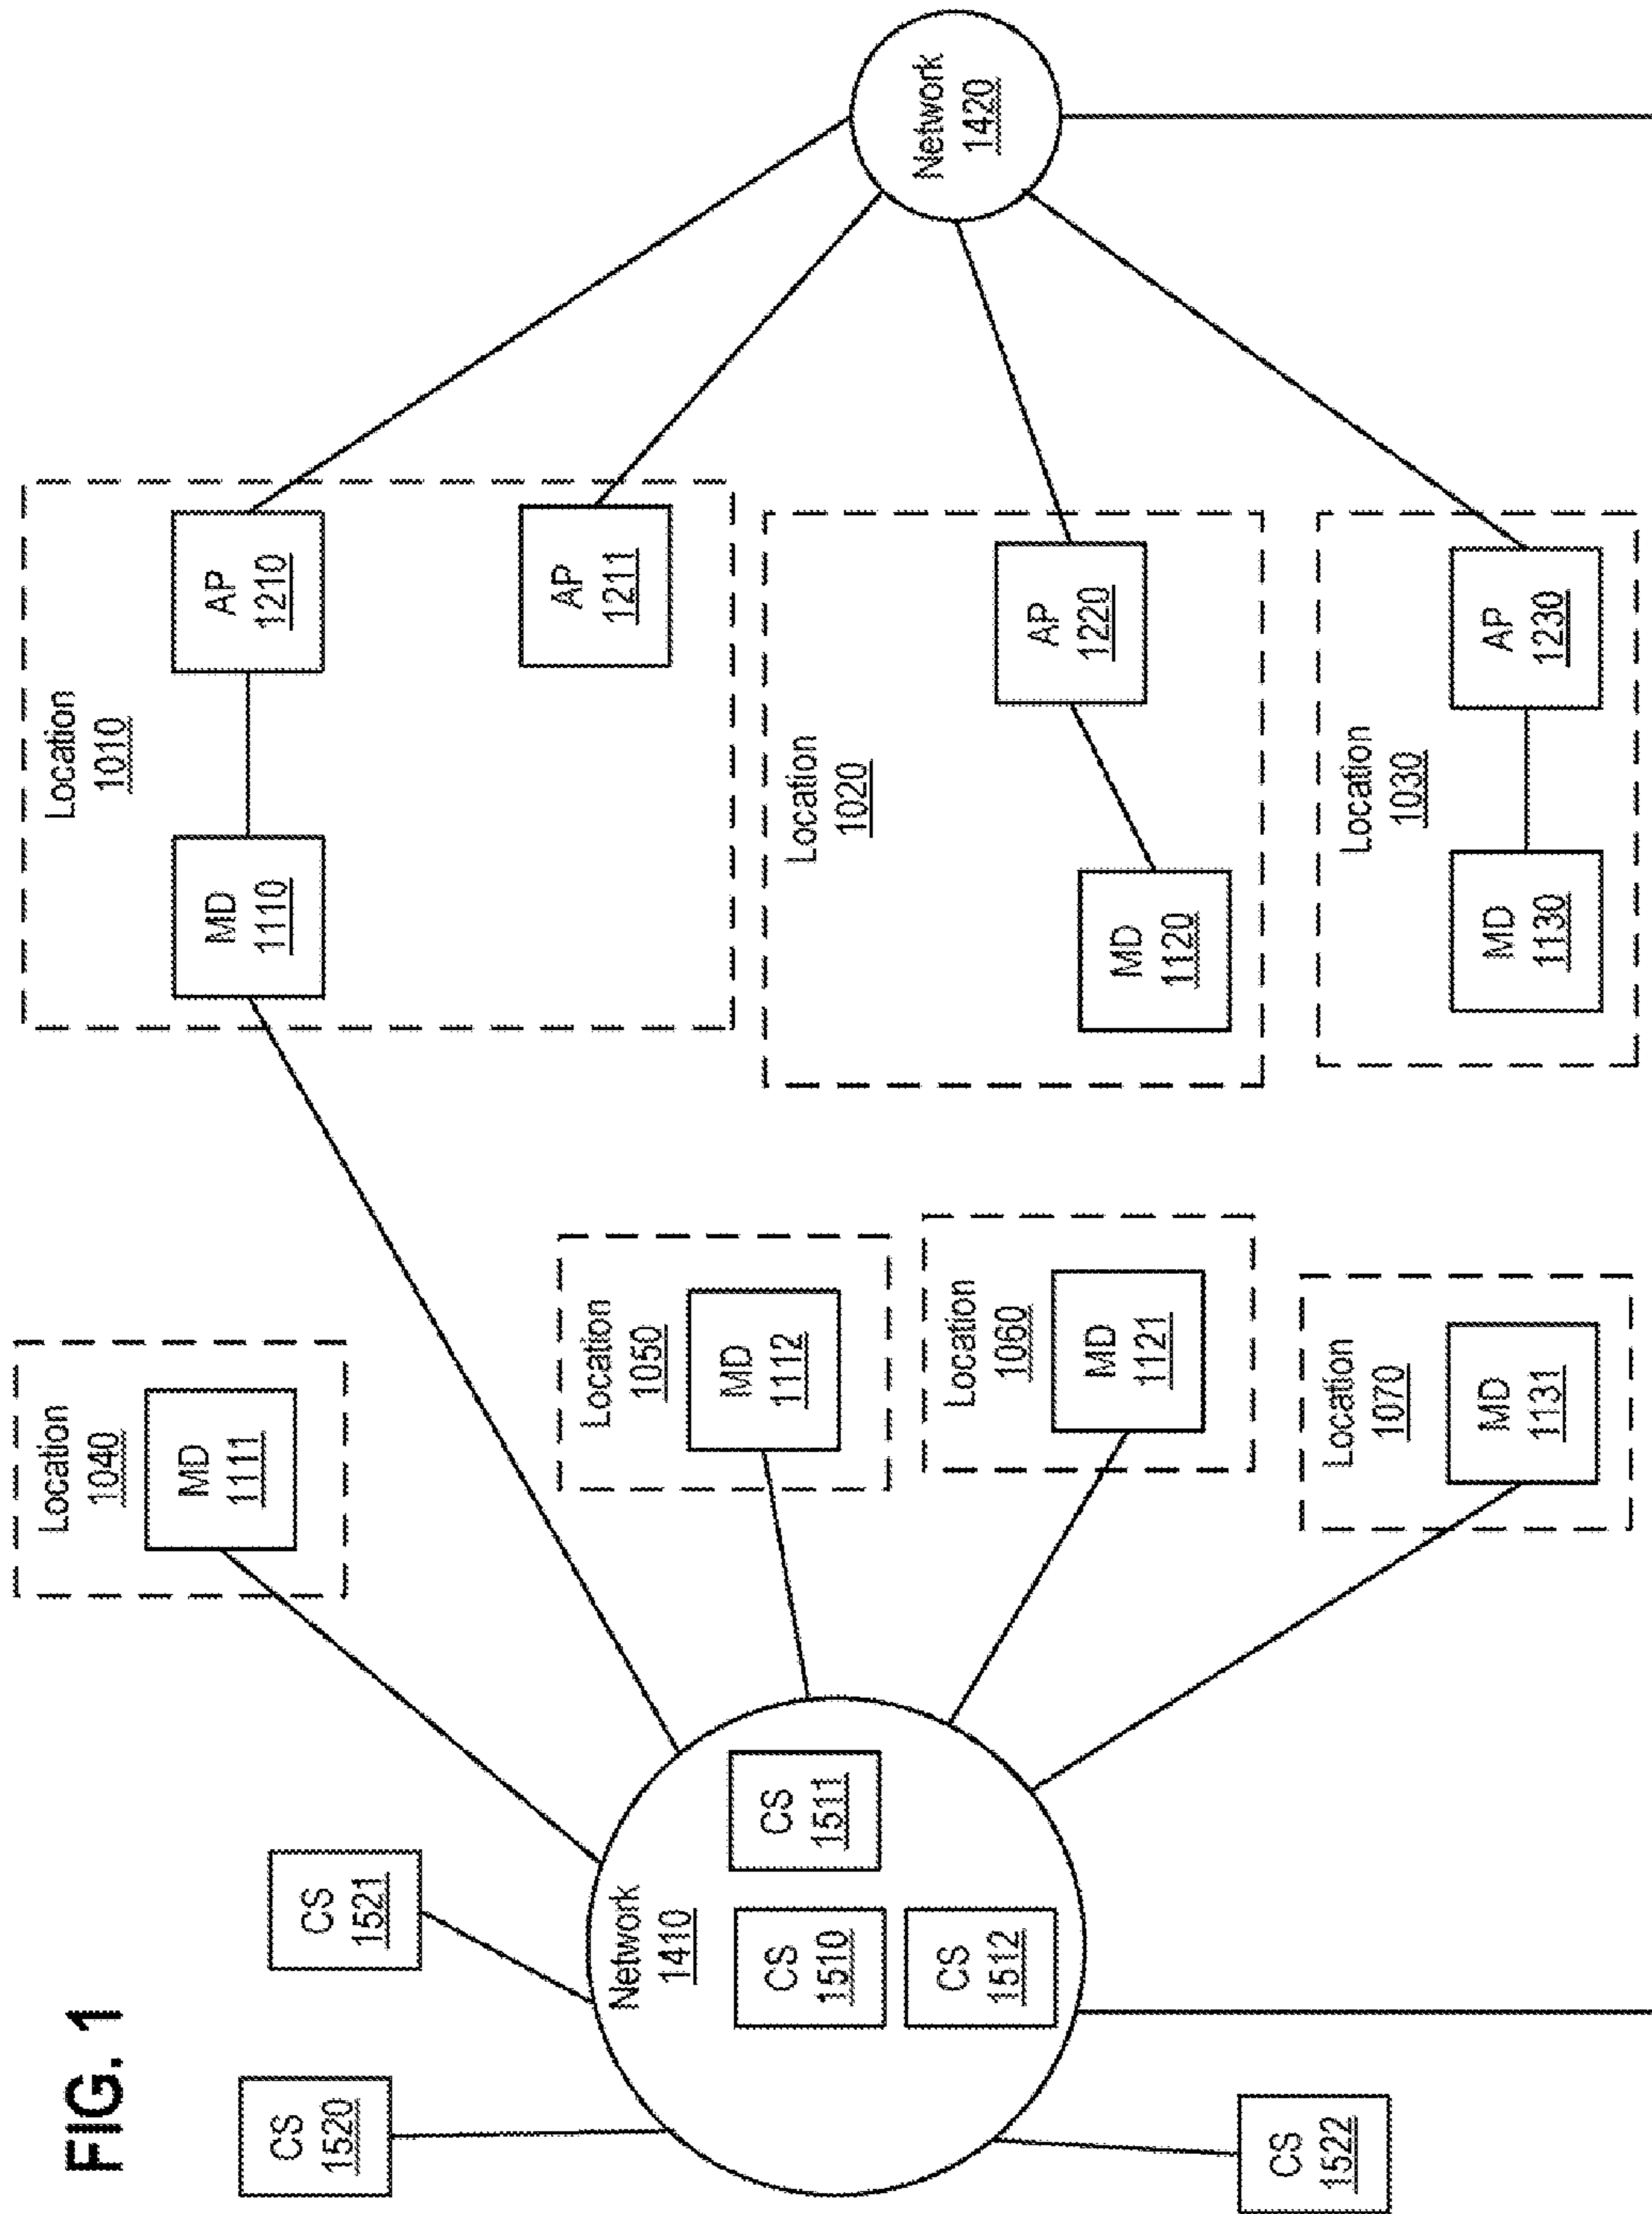 FIG. 1
CS
1520
CS
1521
CS
1522
Network
1410
CS
1510
CS
1511
CS
1512
Location
1040
MD
1111
Location
1050
MD
1112
Location
1060
MD
1121
Location
1070
MD
1131
Location
1010
MD
1110
AP
1210
AP
1211
Location
1020
MD
1120
AP
1220
Location
1030
MD
1130
AP
1230
Network
1420